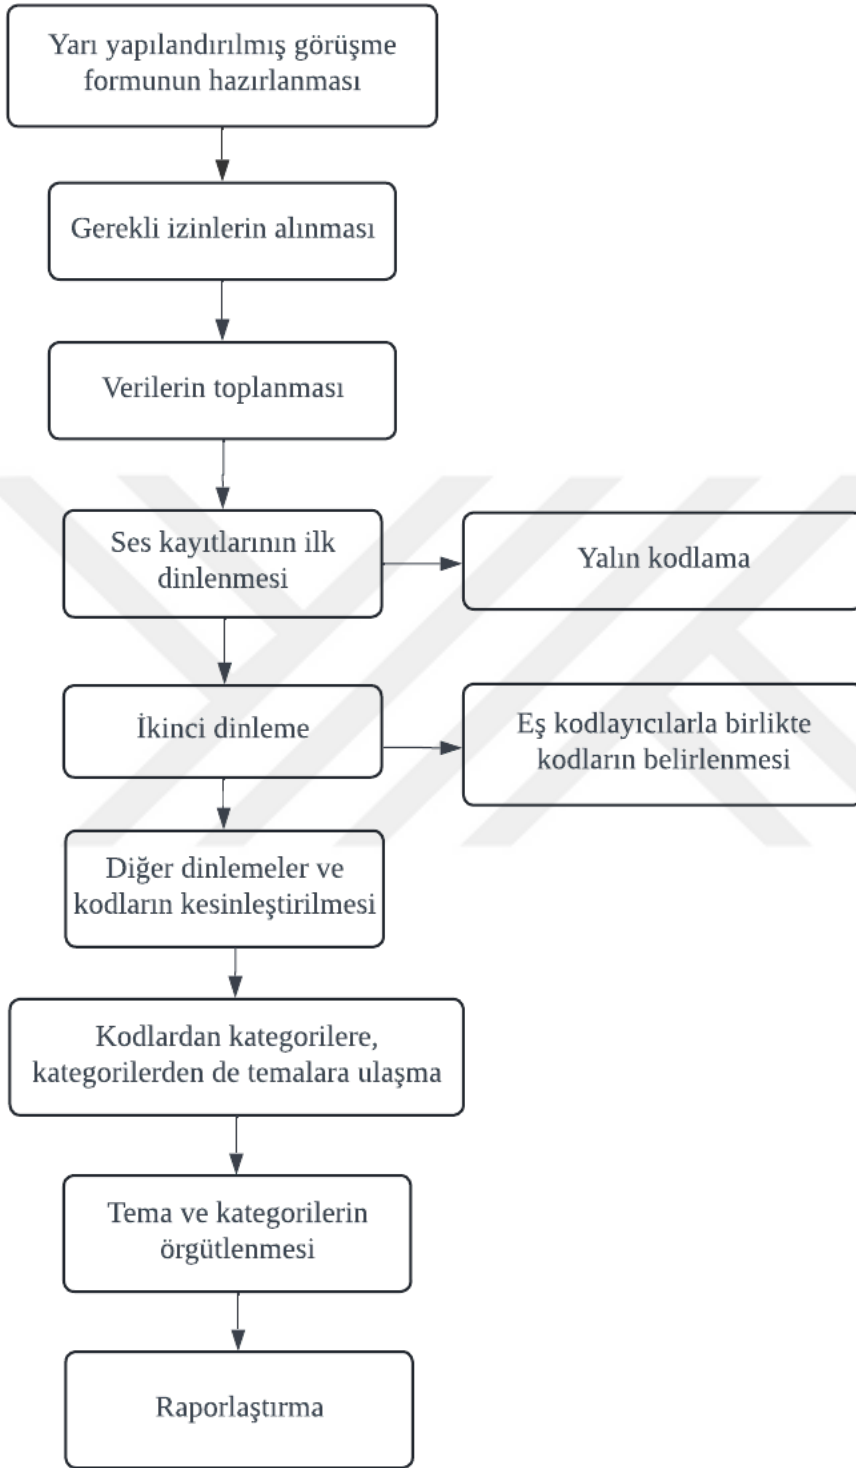 Yarı yapılandırılmış görüşme
formunun hazırlanması
Gerekli izinlerin alınması
Verilerin toplanması
Ses kayıtlarının ilk
dinlenmesi
Yalın kodlama
İkinci dinleme
Eş kodlayıcılarla birlikte
kodların belirlenmesi
Diğer dinlemeler ve
kodların kesinleştirilmesi
Kodlardan kategorilere,
kategorilerden de temalara ulaşma
Tema ve kategorilerin
örgütlenmesi
Raporlaştırma